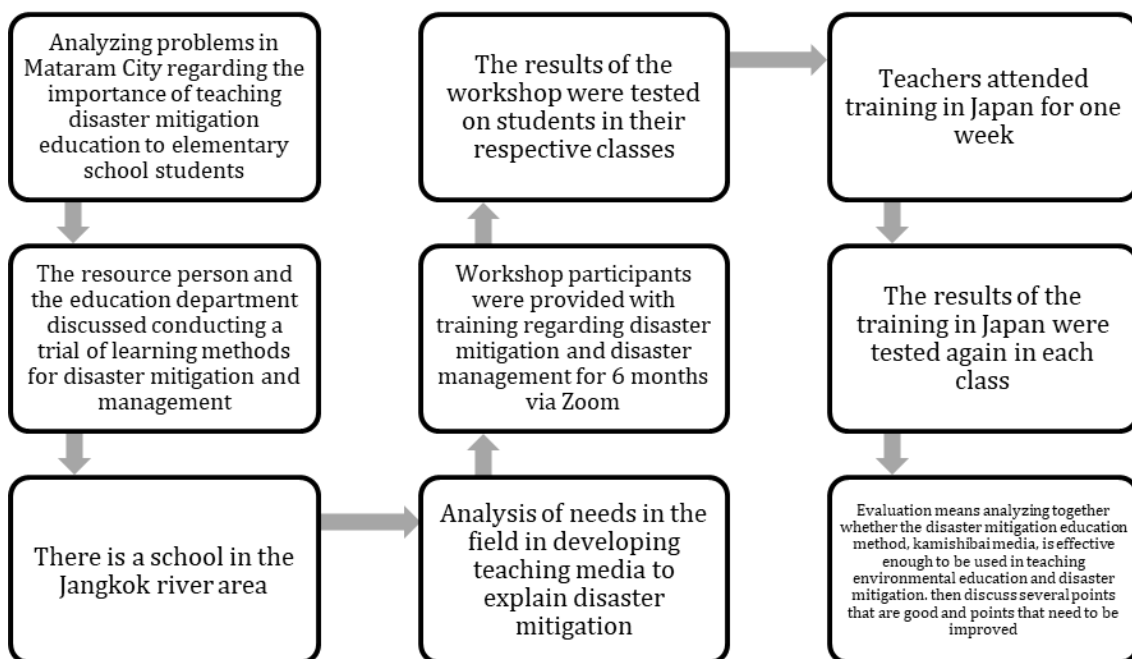 Analyzing problems in
Mataram City regarding the
importance of teaching
disaster mitigation
education to elementary
school students
The resource person and
the education department
discussed conducting a
trial of learning methods
for disaster mitigation and
management
There is a school in the
Jangkok river area
Analysis of needs in the
field in developing
teaching media to
explain disaster
mitigation
Workshop participants
were provided with
training regarding disaster
mitigation and disaster
management for 6 months
via Zoom
The results of the
workshop were tested
on students in their
respective classes
Teachers attended
training in Japan for one
week
The results of the
training in Japan were
tested again in each
class
Evaluation means analyzing together
whether the disaster mitigation education
method, kamishibai media, is effective
enough to be used in teaching
environmental education and disaster
mitigation. then discuss several points
that are good and points that need to be
improved